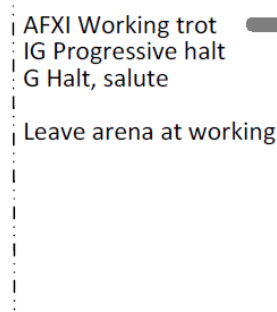 AFXI Working trot
IG Progressive halt
G Halt, salute
Leave arena at working